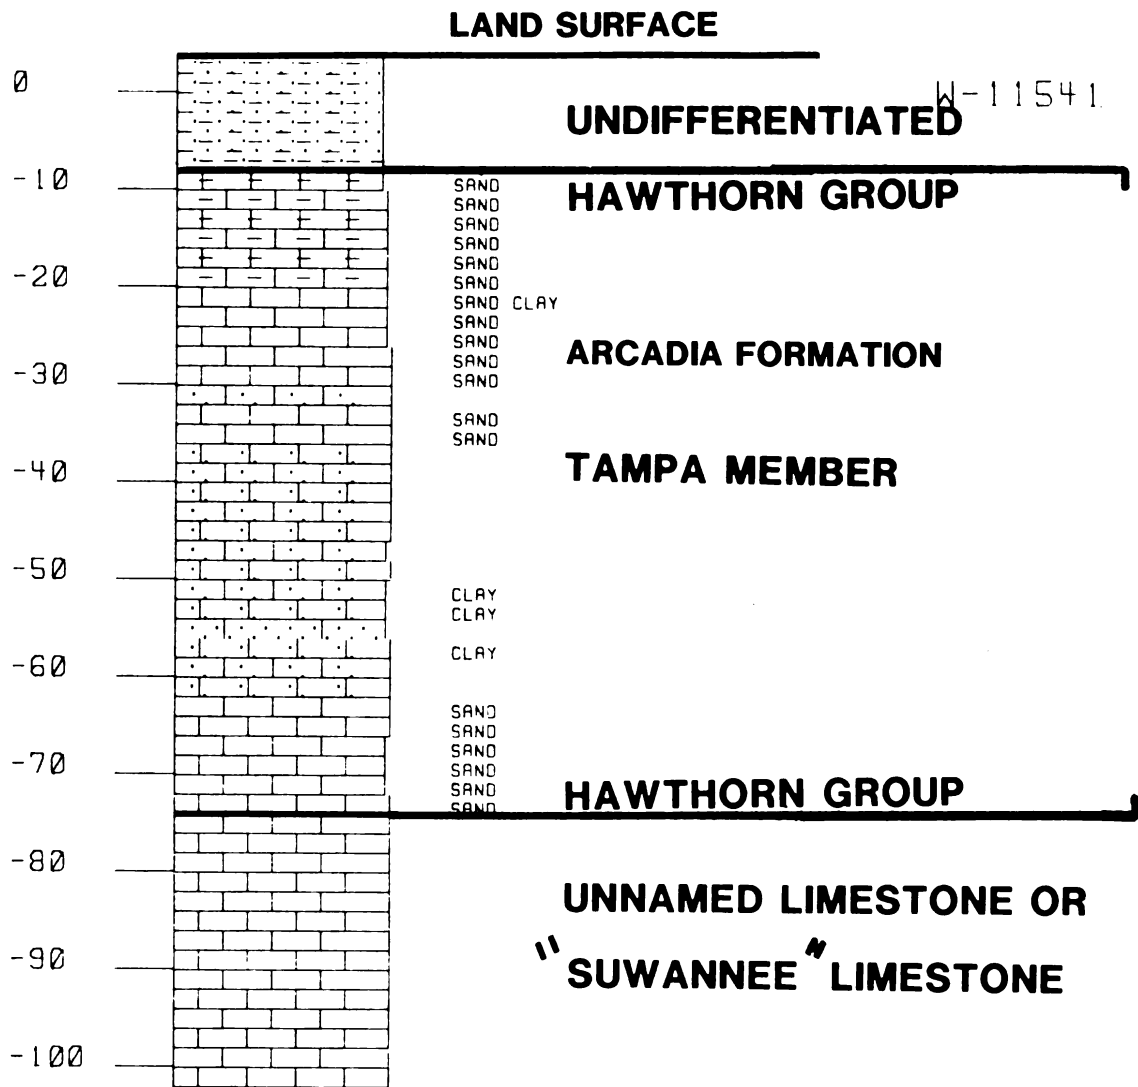 LAND SURFACE
0
W-11541
UNDIFFERENTIATED
-10
SAND
HAWTHORN GROUP
SAND
SAND
SAND
SAND
-20
SAND
SAND CLAY
SAND
SAND
ARCADIA FORMATION
SAND
-30
SAND
SAND
SAND
-40
TAMPA MEMBER
-50
CLAY
CLAY
CLAY
-60
SAND
SAND
SAND
-70
SAND
SAND
HAWTHORN GROUP
SAND
-80
UNNAMED LIMESTONE OR
-90
"SUWANNEE" LIMESTONE
-100